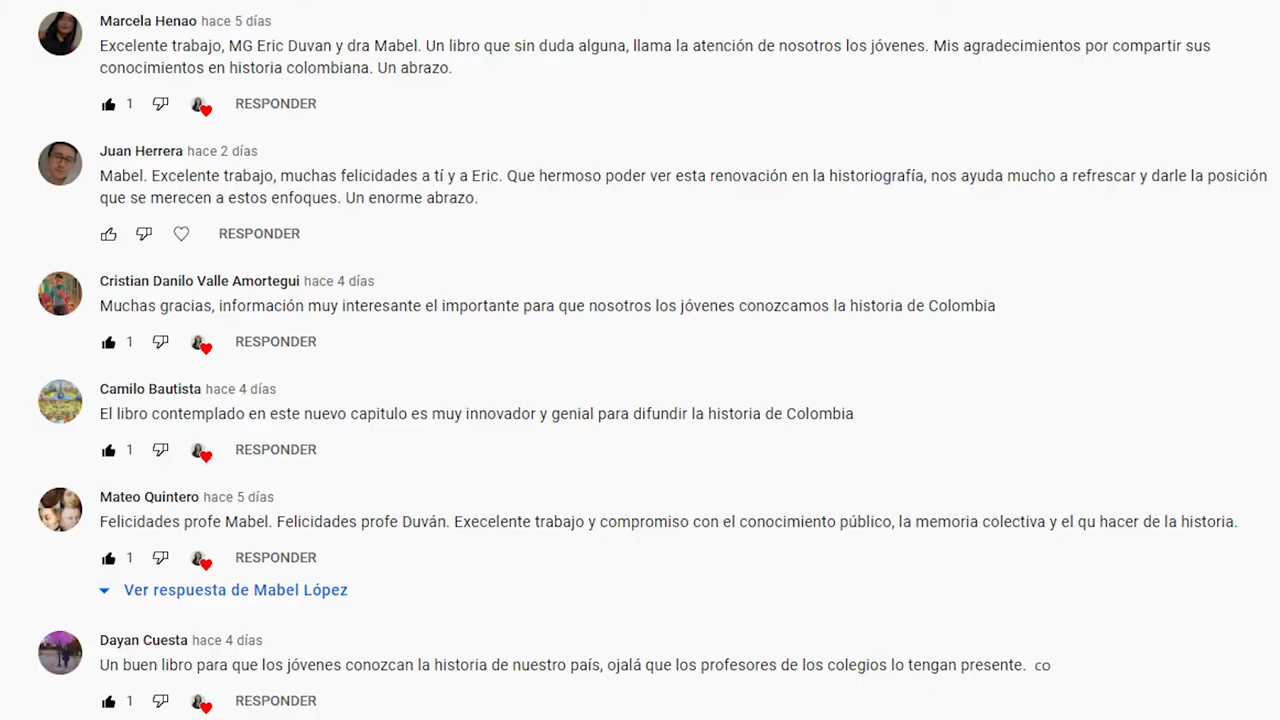 Marcela Henao hace 5 días
Excelente trabajo, MG Eric Duvan y dra Mabel. Un libro que sin duda alguna, llama la atención de nosotros los jóvenes. Mis agradecimientos por compartir sus
conocimientos en historia colombiana. Un abrazo.
1 RESPONDER
Juan Herrera hace 2 días
Mabel. Excelente trabajo, muchas felicidades a tí y a Eric. Que hermoso poder ver esta renovación en la historiografía, nos ayuda mucho a refrescar y darle la posición
que se merecen a estos enfoques. Un enorme abrazo.
RESPONDER
Cristian Danilo Valle Amortegui hace 4 días
Muchas gracias, información muy interesante el importante para que nosotros los jóvenes conozcamos la historia de Colombia
1 RESPONDER
Camilo Bautista hace 4 días
El libro contemplado en este nuevo capitulo es muy innovador y genial para difundir la historia de Colombia
1 RESPONDER
Mateo Quintero hace 5 días
Felicidades profe Mabel. Felicidades profe Duván. Execelente trabajo y compromiso con el conocimiento público, la memoria colectiva y el qu hacer de la historia.
1 RESPONDER
Ver respuesta de Mabel López
Dayan Cuesta hace 4 días
Un buen libro para que los jóvenes conozcan la historia de nuestro país, ojalá que los profesores de los colegios lo tengan presente. co
1 RESPONDER